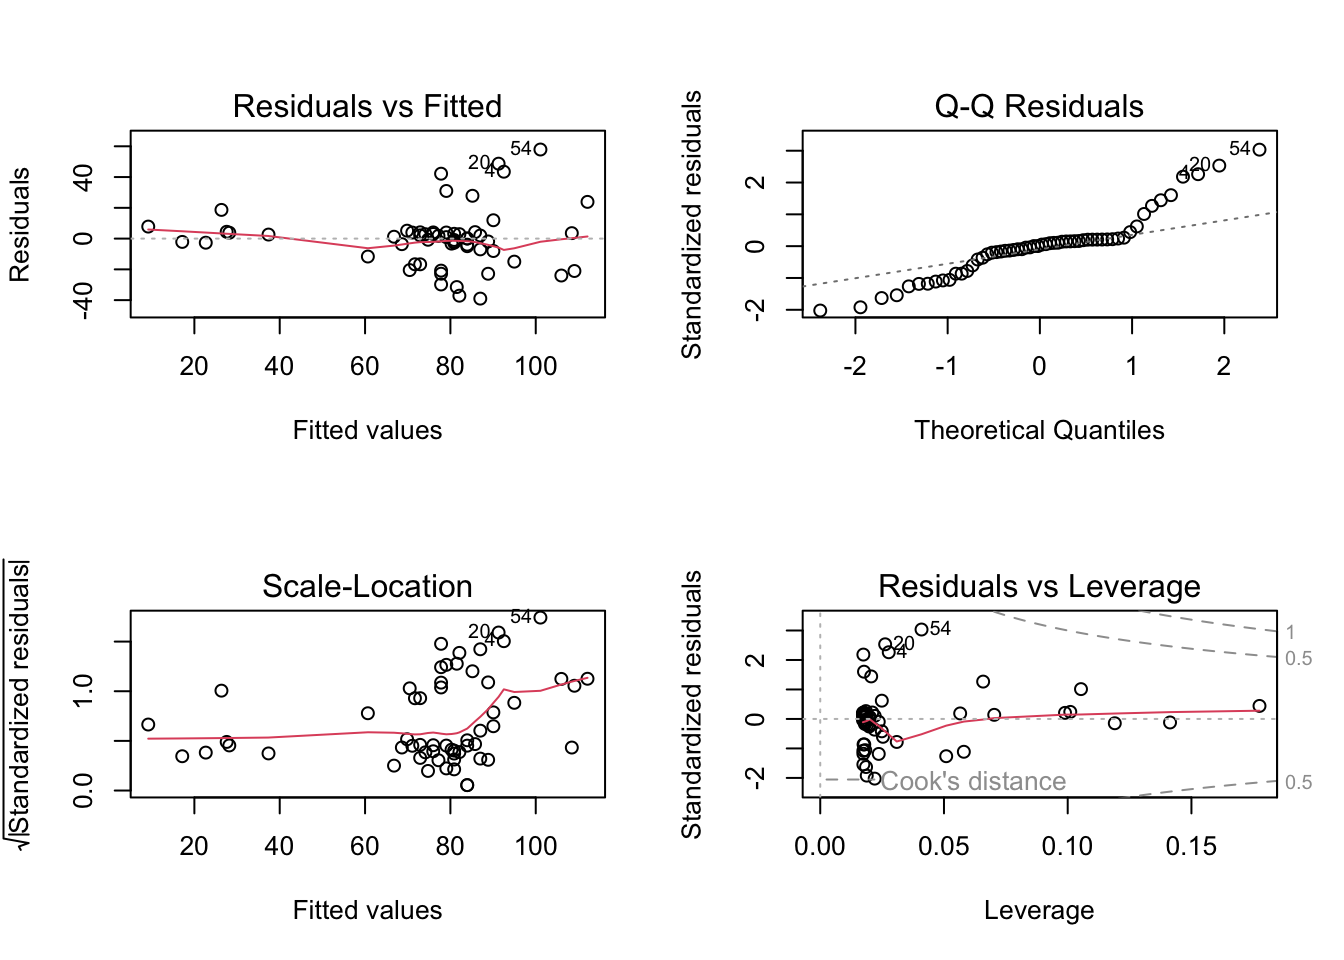 Residuals vs Fitted
Residuals
40
0
-40
54
20
4
20 40 60 80 100
Fitted values
Q-Q Residuals
Standardized residuals
2
0
-2
54
20
4
-2 -1 0 1 2
Theoretical Quantiles
Scale-Location
√|Standardized residuals|
1.0
0.0
54
20
4
20 40 60 80 100
Fitted values
Residuals vs Leverage
Standardized residuals
2
0
-2
54
20
4
1
0.5
0.5
Cook's distance
0.00 0.05 0.10 0.15
Leverage